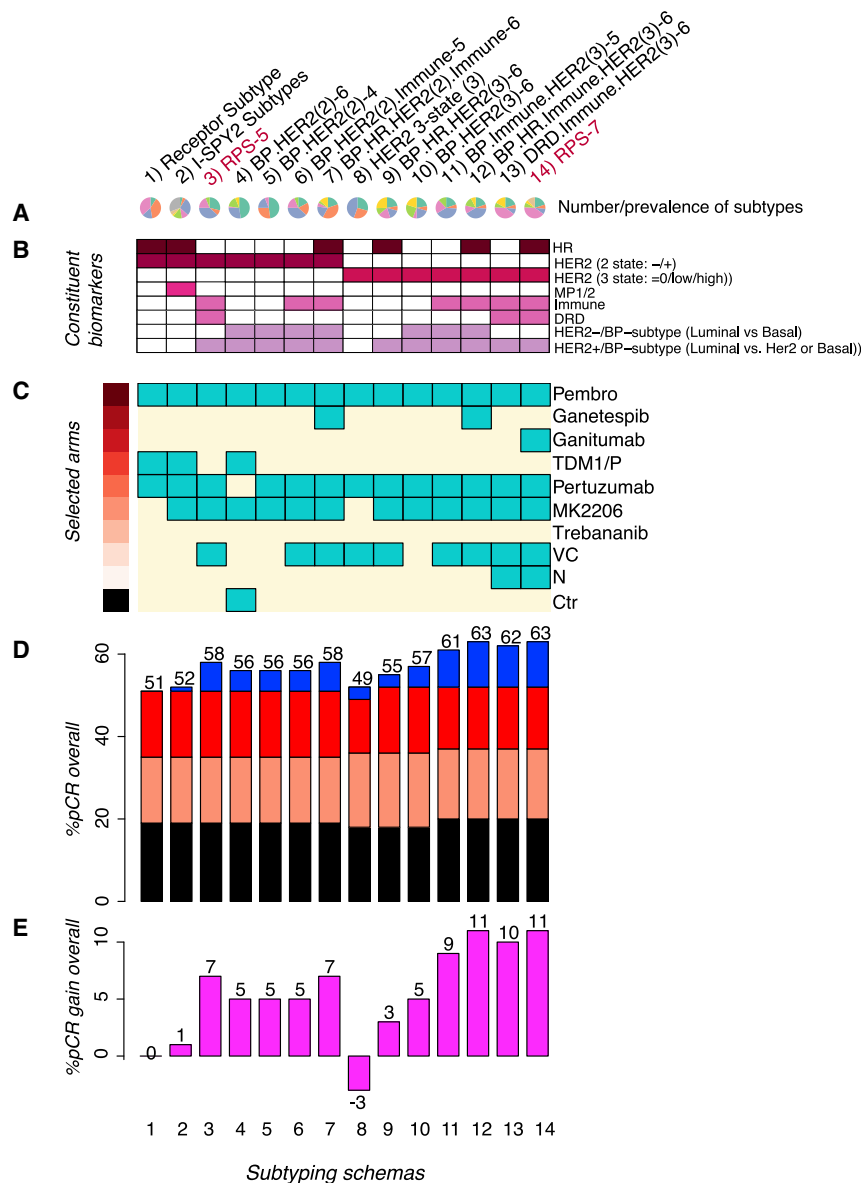 1) Receptor Subtype
2) I-SPY2 Subtypes
3) RPS-5
4) BP.HER2(2)-6
5) BP.HER2(2)-4
6) BP.HER2(2).Immune-5
7) BP.HR.HER2(2).Immune-6
8) HER2 3-state (3)
9) BP.HR.HER2(3)-6
10) BP.HER2(3)-6
11) BP.Immune.HER2(3)-5
12) BP.HR.Immune.HER2(3)-6
13) DRD.Immune.HER2(3)-6
14) RPS-7
A
Number/prevalence of subtypes
B
Constituent
biomarkers
HR
HER2 (2 state: −/+)
HER2 (3 state: =0/low/high))
MP1/2
Immune
DRD
HER2−/BP−subtype (Luminal vs Basal)
HER2+/BP−subtype (Luminal vs. Her2 or Basal))
C
Selected arms
Pembro
Ganetespib
Ganitumab
TDM1/P
Pertuzumab
MK2206
Trebananib
VC
N
Ctr
D
%pCR overall
60
40
20
0
51 52 58 56 56 56 58 49 55 57 61 63 62 63
E
%pCR gain overall
10
5
0
0 1 7 5 5 5 7 -3 3 5 9 11 10 11
1 2 3 4 5 6 7 8 9 10 11 12 13 14
Subtyping schemas